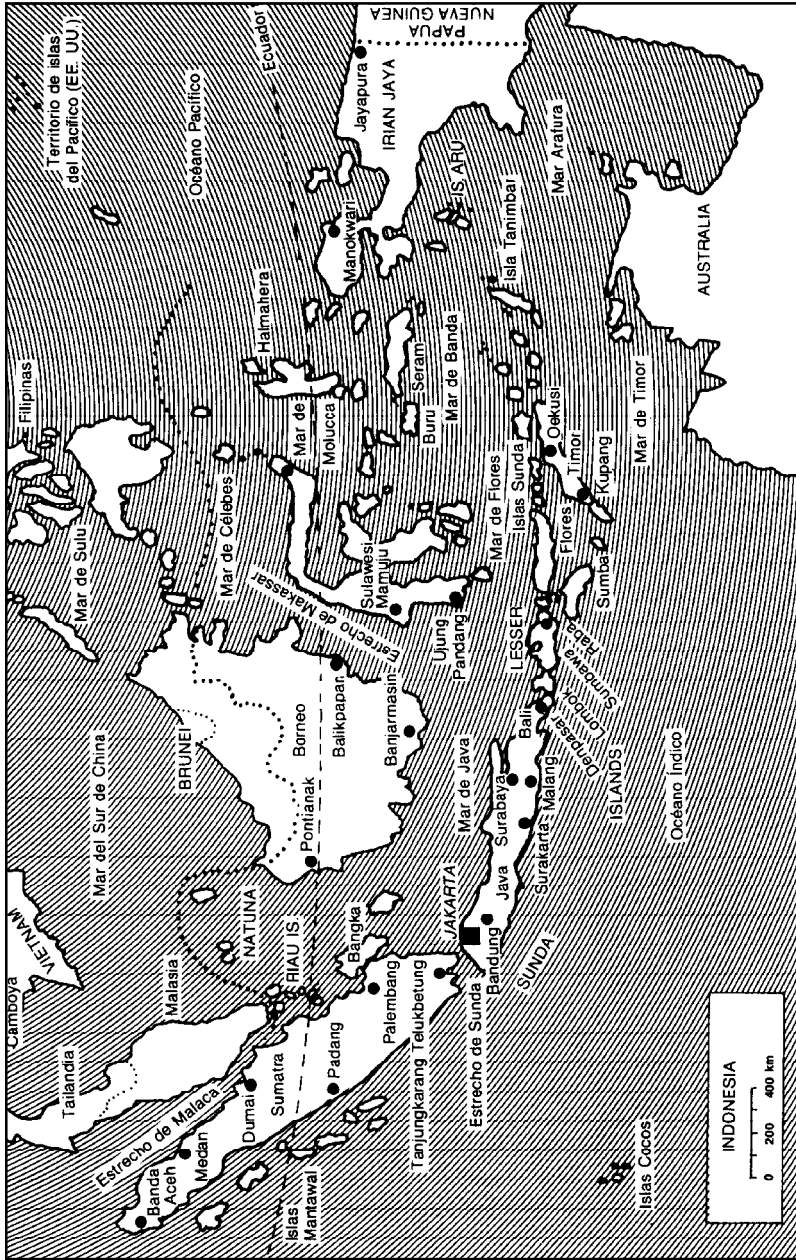 Camboya
VIETNAM
Tailandia
Malasia
Mar del Sur de China
BRUNEI
Mar de Sulu
Filipinas
Territorio de islas
del Pacífico (EE. UU.)
Océano Pacífico
Ecuador
Estrecho de Malaca
Banda
Aceh
Medan
Dumai
Sumatra
Padang
Islas
Mantawal
NATUNA
RIAU IS
Bangka
Palembang
Tanjungkarang Telukbetung
Estrecho de Sunda
Pontianak
Borneo
Balikpapan
Banjarmasin
Mar de Célebes
Estrecho de Makassar
Sulawesi
Mamuju
Ujung
Pandang
Mar de
Molucca
Halmahera
Buru
Seram
Mar de Banda
Manokwari
Jayapura
IRIAN JAYA
PAPUA
NUEVA GUINEA
IS ARU
Isla Tanimbar
Mar Aratura
JAKARTA
Bandung
Java
Mar de Java
Surabaya
Surakarta
Malang
SUNDA
Bali
Denpasar
Lombok
Sumbawa
Raba
LESSER
ISLANDS
Mar de Flores
Islas Sunda
Flores
Sumba
Oekusi
Timor
Kupang
Mar de Timor
AUSTRALIA
Océano Índico
Islas Cocos
INDONESIA
0 200 400 km